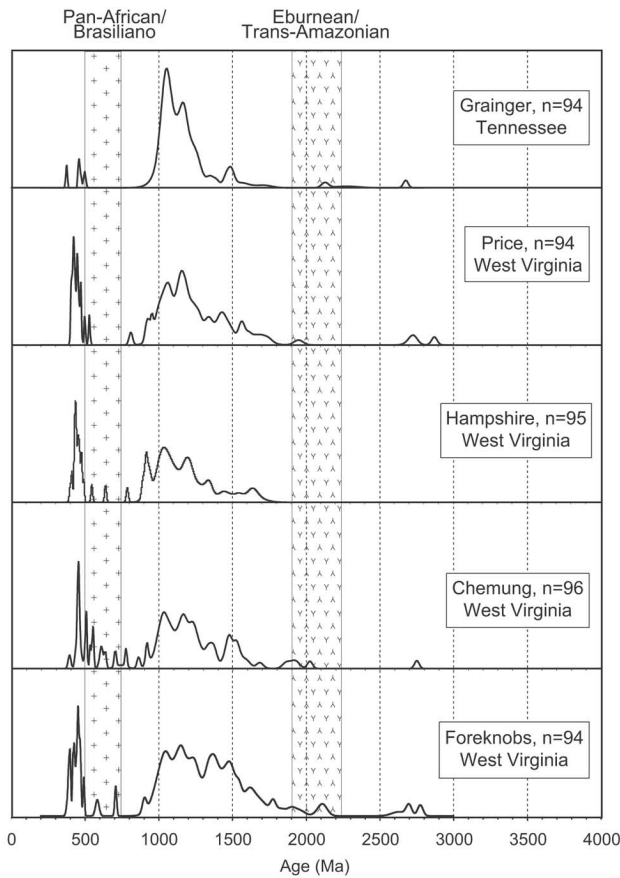 Pan-African/
Brasiliano
Eburnean/
Trans-Amazonian
Grainger, n=94
Tennessee
Price, n=94
West Virginia
Hampshire, n=95
West Virginia
Chemung, n=96
West Virginia
Foreknobs, n=94
West Virginia
0 500 1000 1500 2000 2500 3000 4000
Age (Ma)